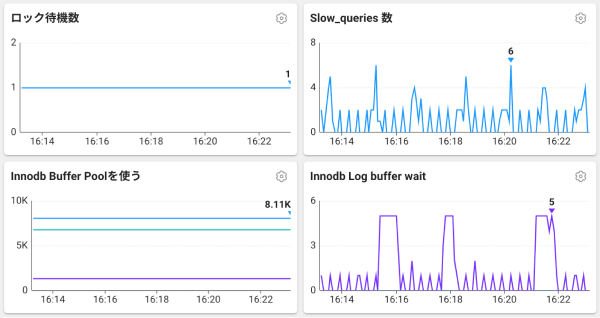 ロック待機数
2
1
1
0
16:14 16:16 16:18 16:20 16:22
Slow_queries 数
8
6
4
0
16:14 16:16 16:18 16:20 16:22
Innodb Buffer Poolを使う
10K
8.11K
5K
0
16:14 16:16 16:18 16:20 16:22
Innodb Log buffer wait
6
5
3
0
16:14 16:16 16:18 16:20 16:22